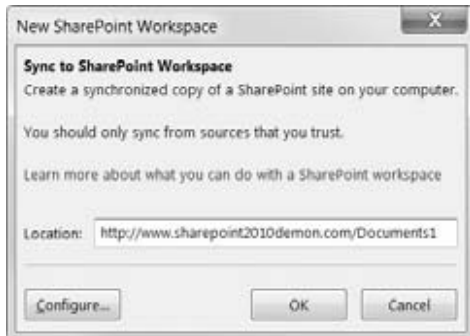 New SharePoint Workspace
X
Sync to SharePoint Workspace
Create a synchronized copy of a SharePoint site on your computer.
You should only sync from sources that you trust.
Learn more about what you can do with a SharePoint workspace
Location: http://www.sharepoint2010demon.com/Documents1
Configure... OK Cancel